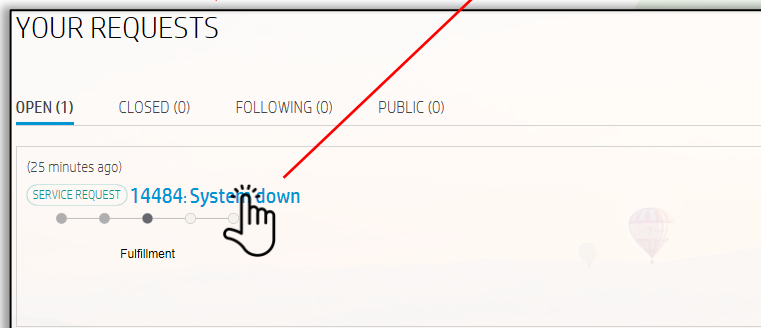 YOUR REQUESTS
OPEN (1) CLOSED (0) FOLLOWING (0) PUBLIC (0)
(25 minutes ago)
SERVICE REQUEST 14484: System down
Fulfillment